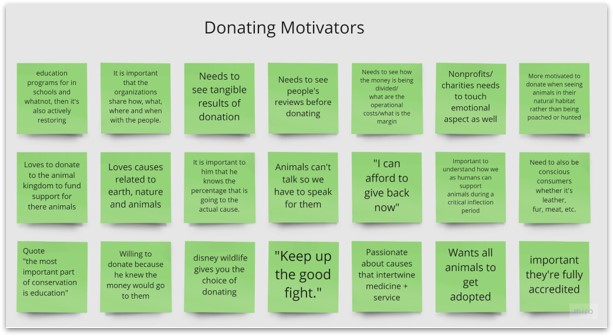 Donating Motivators
education
programs for in
schools and
whatnot, then it's
also actively
restoring
It is important
that the
organizations
share how, what,
where and when
with the people.
Needs to
see tangible
results of
donation
Needs to see
people's
reviews before
donating
Needs to see how
the money is being
divided/
what are the
operational
costs/what is the
margin
Nonprofits/
charities needs
to touch
emotional
aspect as well
More motivated to
donate when seeing
animals in their
natural habitat
rather than being
poached or hunted
Loves to donate
to the animal
kingdom to fund
support for
there animals
Loves causes
related to
earth, nature
and animals
It is important to
him that he
knows the
percentage that is
going to the
actual cause.
Animals can't
talk so we
have to speak
for them
"I can
afford to
give back
now"
Important to
understand how we
as humans can
support
animals during a
critical inflection
period
Need to also be
conscious
consumers
whether it's
leather,
fur, meat, etc.
Quote
"the most
important part
of conservation
is education"
Willing to
donate because
he knew the
money would go
to them
disney wildlife
gives you the
choice of
donating
"Keep up
the good
fight."
Passionate
about causes
that intertwine
medicine +
service
Wants all
animals to
get
adopted
important
they're fully
accredited
miro